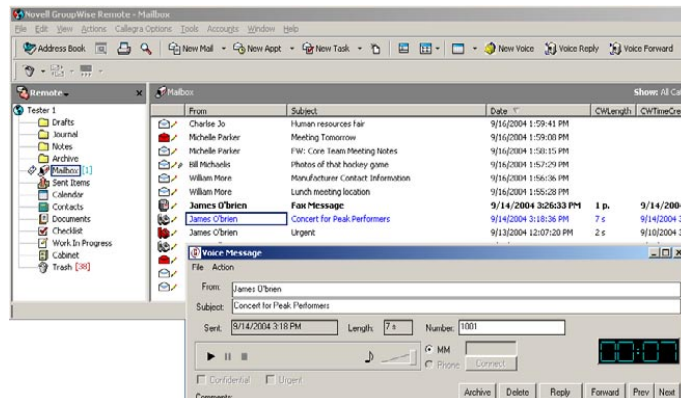 Novell GroupWise Remote - Mailbox
File Edit View Actions Callegra Options Tools Accounts Window Help
Address Book New Mail New Appt New Task New Voice Voice Reply Voice Forward
Remote x Mailbox Show: All Cat
Tester 1
Drafts
Journal
Notes
Archive
Mailbox [1]
Sent Items
Calendar
Contacts
Documents
Checklist
Work In Progress
Cabinet
Trash [38]
From Subject Date CWLength CWTimeCre
Charlse Jo Human resources fair 9/16/2004 1:59:41 PM
Michelle Parker Meeting Tomorrow 9/16/2004 1:59:08 PM
Michelle Parker FW: Core Team Meeting Notes 9/16/2004 1:58:15 PM
Bill Michaels Photos of that hockey game 9/16/2004 1:57:29 PM
William More Manufacturer Contact Information 9/16/2004 1:56:36 PM
William More Lunch meeting location 9/16/2004 1:55:28 PM
James O'brien Fax Message 9/14/2004 3:26:33 PM 1 p. 9/14/2004
James O'brien Concert for Peak Performers 9/14/2004 3:18:36 PM 7 s 9/14/2004
James O'brien Urgent 9/13/2004 12:07:20 PM 2 s 9/10/2004
Voice Message
File Action
From: James O'brien
Subject: Concert for Peak Performers
Sent: 9/14/2004 3:18 PM Length: 7 s Number: 1001
MM
Phone Connect
00:07
Confidential Urgent
Comments:
Archive Delete Reply Forward Prev Next